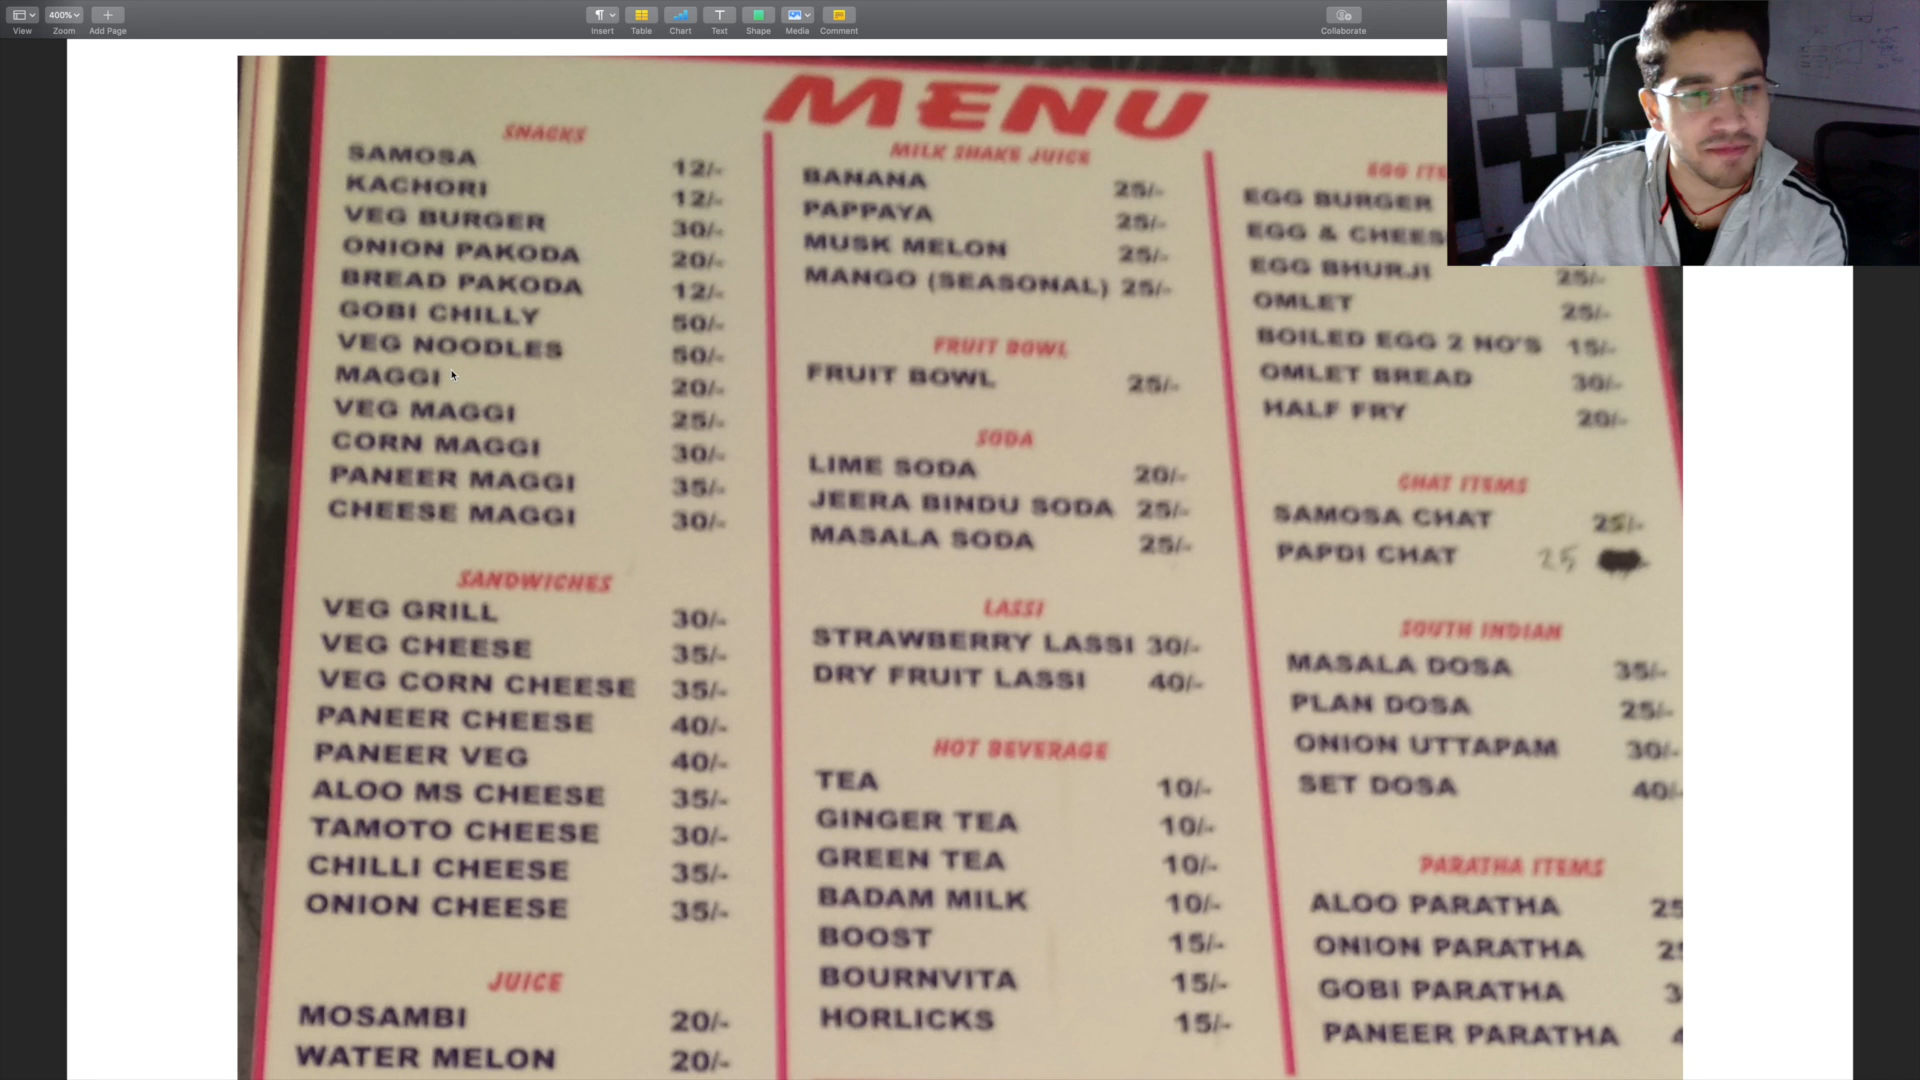 View
400%
Zoom
Add Page
Insert
Table
Chart
Text
Shape
Media
Comment
Collaborate
MENU
SNACKS
SAMOSA 12/-
KACHORI 12/-
VEG BURGER 30/-
ONION PAKODA 20/-
BREAD PAKODA 12/-
GOBI CHILLY 50/-
VEG NOODLES 50/-
MAGGI 20/-
VEG MAGGI 25/-
CORN MAGGI 30/-
PANEER MAGGI 35/-
CHEESE MAGGI 30/-
SANDWICHES
VEG GRILL 30/-
VEG CHEESE 35/-
VEG CORN CHEESE 35/-
PANEER CHEESE 40/-
PANEER VEG 40/-
ALOO MS CHEESE 35/-
TAMOTO CHEESE 30/-
CHILLI CHEESE 35/-
ONION CHEESE 35/-
JUICE
MOSAMBI 20/-
WATER MELON 20/-
MILK SHAKE JUICE
BANANA 25/-
PAPPAYA 25/-
MUSK MELON 25/-
MANGO (SEASONAL) 25/-
FRUIT BOWL
FRUIT BOWL 25/-
SODA
LIME SODA 20/-
JEERA BINDU SODA 25/-
MASALA SODA 25/-
LASSI
STRAWBERRY LASSI 30/-
DRY FRUIT LASSI 40/-
HOT BEVERAGE
TEA 10/-
GINGER TEA 10/-
GREEN TEA 10/-
BADAM MILK 10/-
BOOST 15/-
BOURNVITA 15/-
HORLICKS 15/-
EGG
EGG BURGER
EGG &
EGG BHURJI 25/-
OMLET 25/-
BOILED EGG 2 NO'S 15/-
OMLET BREAD 30/-
HALF FRY 20/-
CHAT ITEMS
SAMOSA CHAT 25/-
PAPDI CHAT 25
SOUTH INDIAN
MASALA DOSA 35/-
PLAN DOSA 25/-
ONION UTTAPAM 30/-
SET DOSA 40/-
PARATHA ITEMS
ALOO PARATHA 25
ONION PARATHA
GOBI PARATHA
PANEER PARATHA